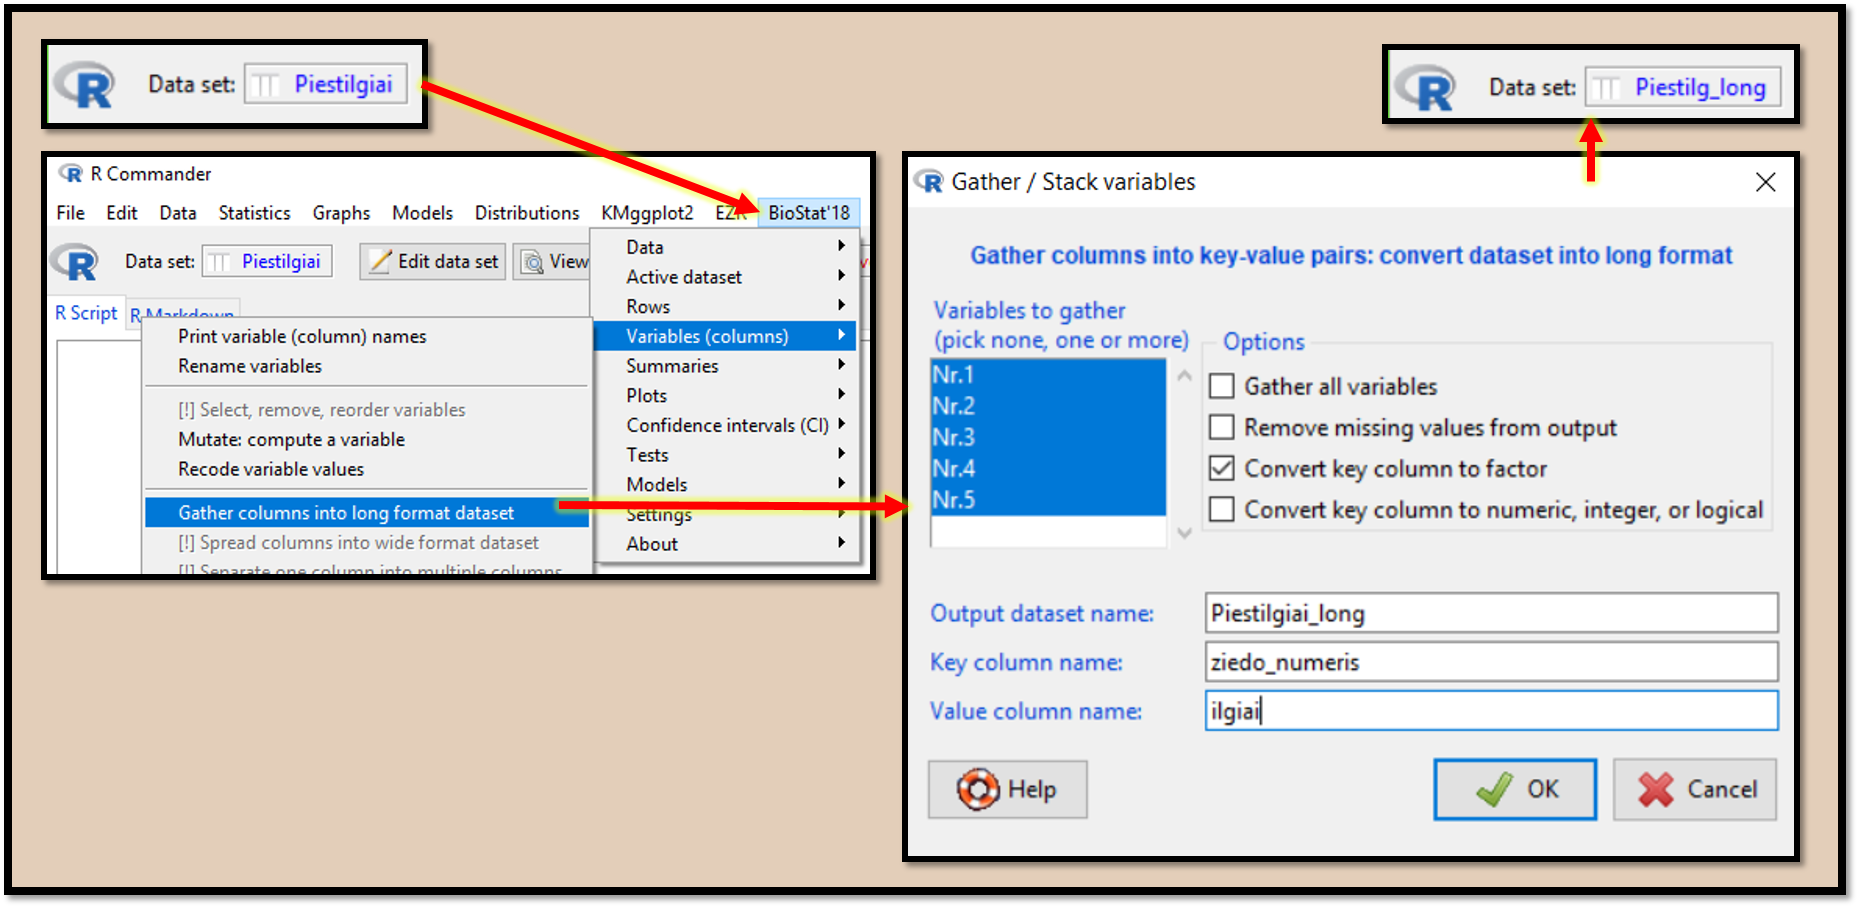 Data set: Piestilgiai
Data set: Piestilg_long
R Commander
File Edit Data Statistics Graphs Models Distributions KMggplot2 EZR BioStat'18
Data set: Piestilgiai Edit data set View
R Script R Markdown
Print variable (column) names
Rename variables
[!] Select, remove, reorder variables
Mutate: compute a variable
Recode variable values
Gather columns into long format dataset
[!] Spread columns into wide format dataset
[!] Separate one column into multiple columns
Data
Active dataset
Rows
Variables (columns)
Summaries
Plots
Confidence intervals (CI)
Tests
Models
Settings
About
Gather / Stack variables
Gather columns into key-value pairs: convert dataset into long format
Variables to gather
(pick none, one or more)
Nr.1
Nr.2
Nr.3
Nr.4
Nr.5
Options
Gather all variables
Remove missing values from output
Convert key column to factor
Convert key column to numeric, integer, or logical
Output dataset name: Piestilgiai_long
Key column name: ziedo_numeris
Value column name: ilgiai
Help OK Cancel